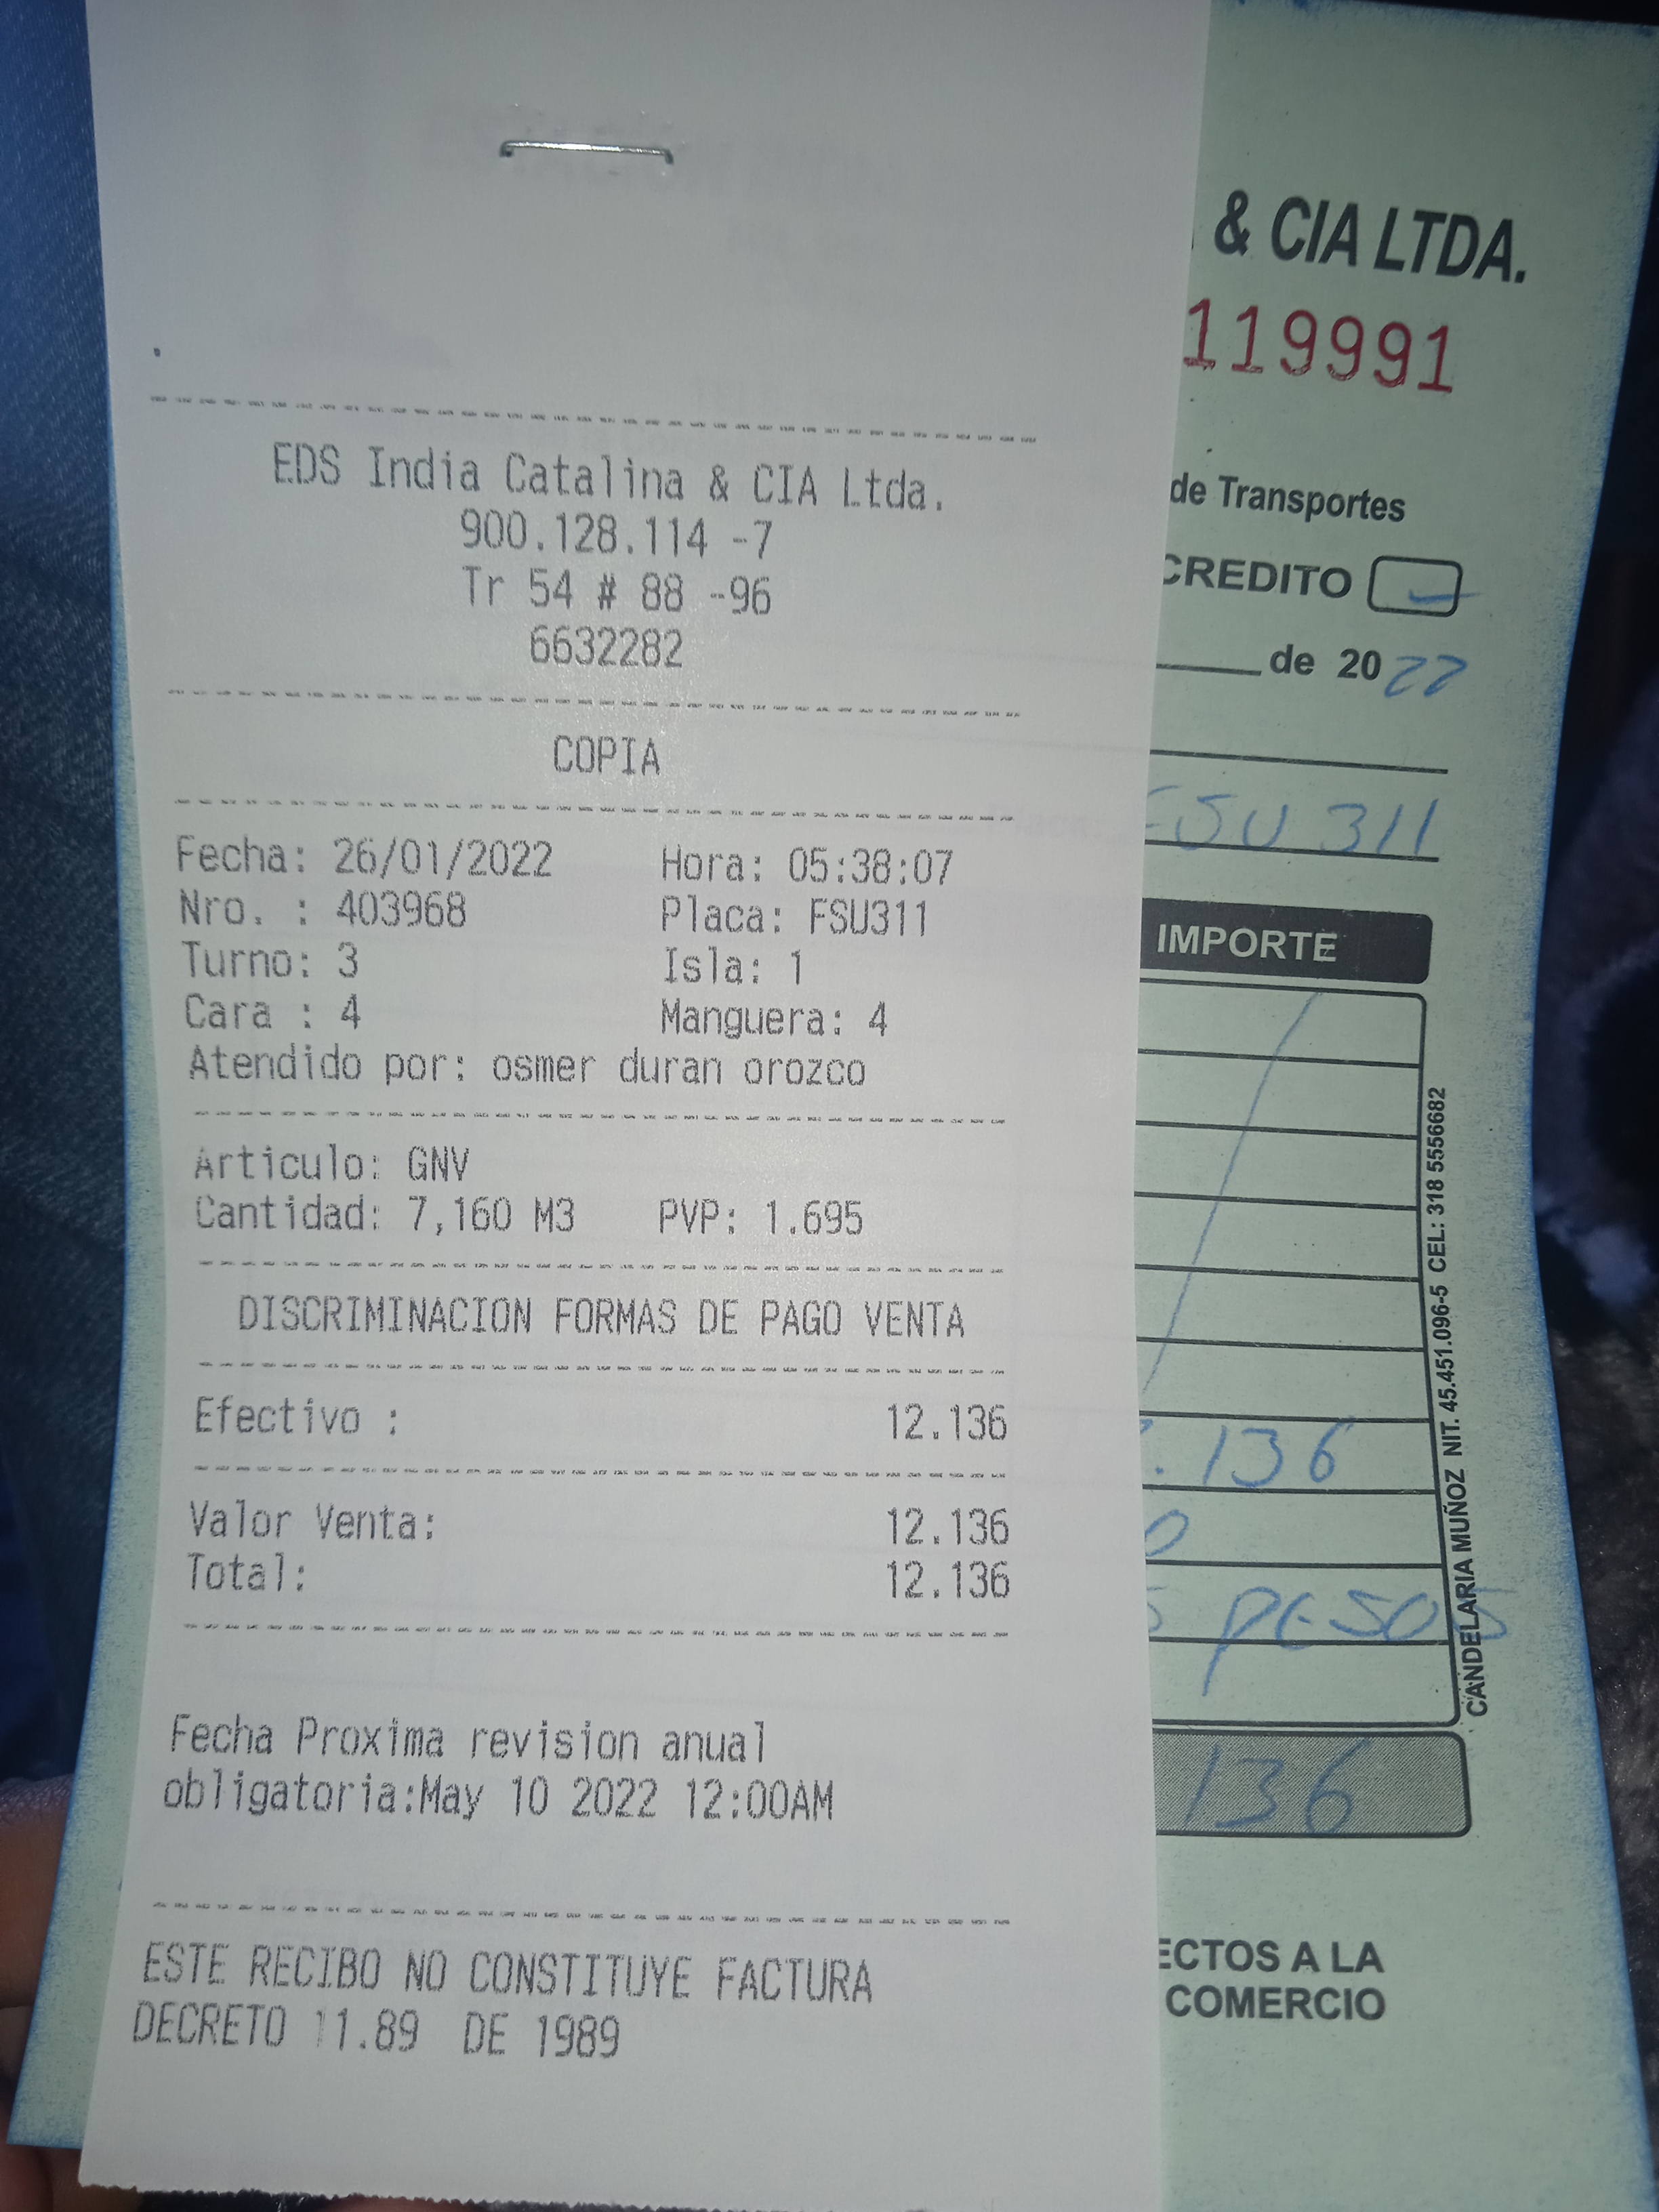 EDS India Catalina & CIA Ltda.
900.128.114 -7
Tr 54 # 88 -96
6632282
COPIA
Fecha: 26/01/2022 Hora: 05:38:07
Nro. : 403968 Placa: FSU311
Turno: 3 Isla: 1
Cara : 4 Manguera: 4
Atendido por: osmer duran orozco
Articulo: GNV
Cantidad: 7,160 M3 PVP: 1.695
DISCRIMINACION FORMAS DE PAGO VENTA
Efectivo : 12.136
Valor Venta: 12.136
Total: 12.136
Fecha Proxima revision anual
obligatoria:May 10 2022 12:00AM
ESTE RECIBO NO CONSTITUYE FACTURA
DECRETO 11.89 DE 1989
& CIA LTDA.
119991
de Transportes
CREDITO
de 2022
FSU 311
IMPORTE
.136
0
PESOS
136
CANDELARIA MUÑOZ NIT. 45.451.096-5 CEL: 318 5556682
ECTOS A LA
COMERCIO